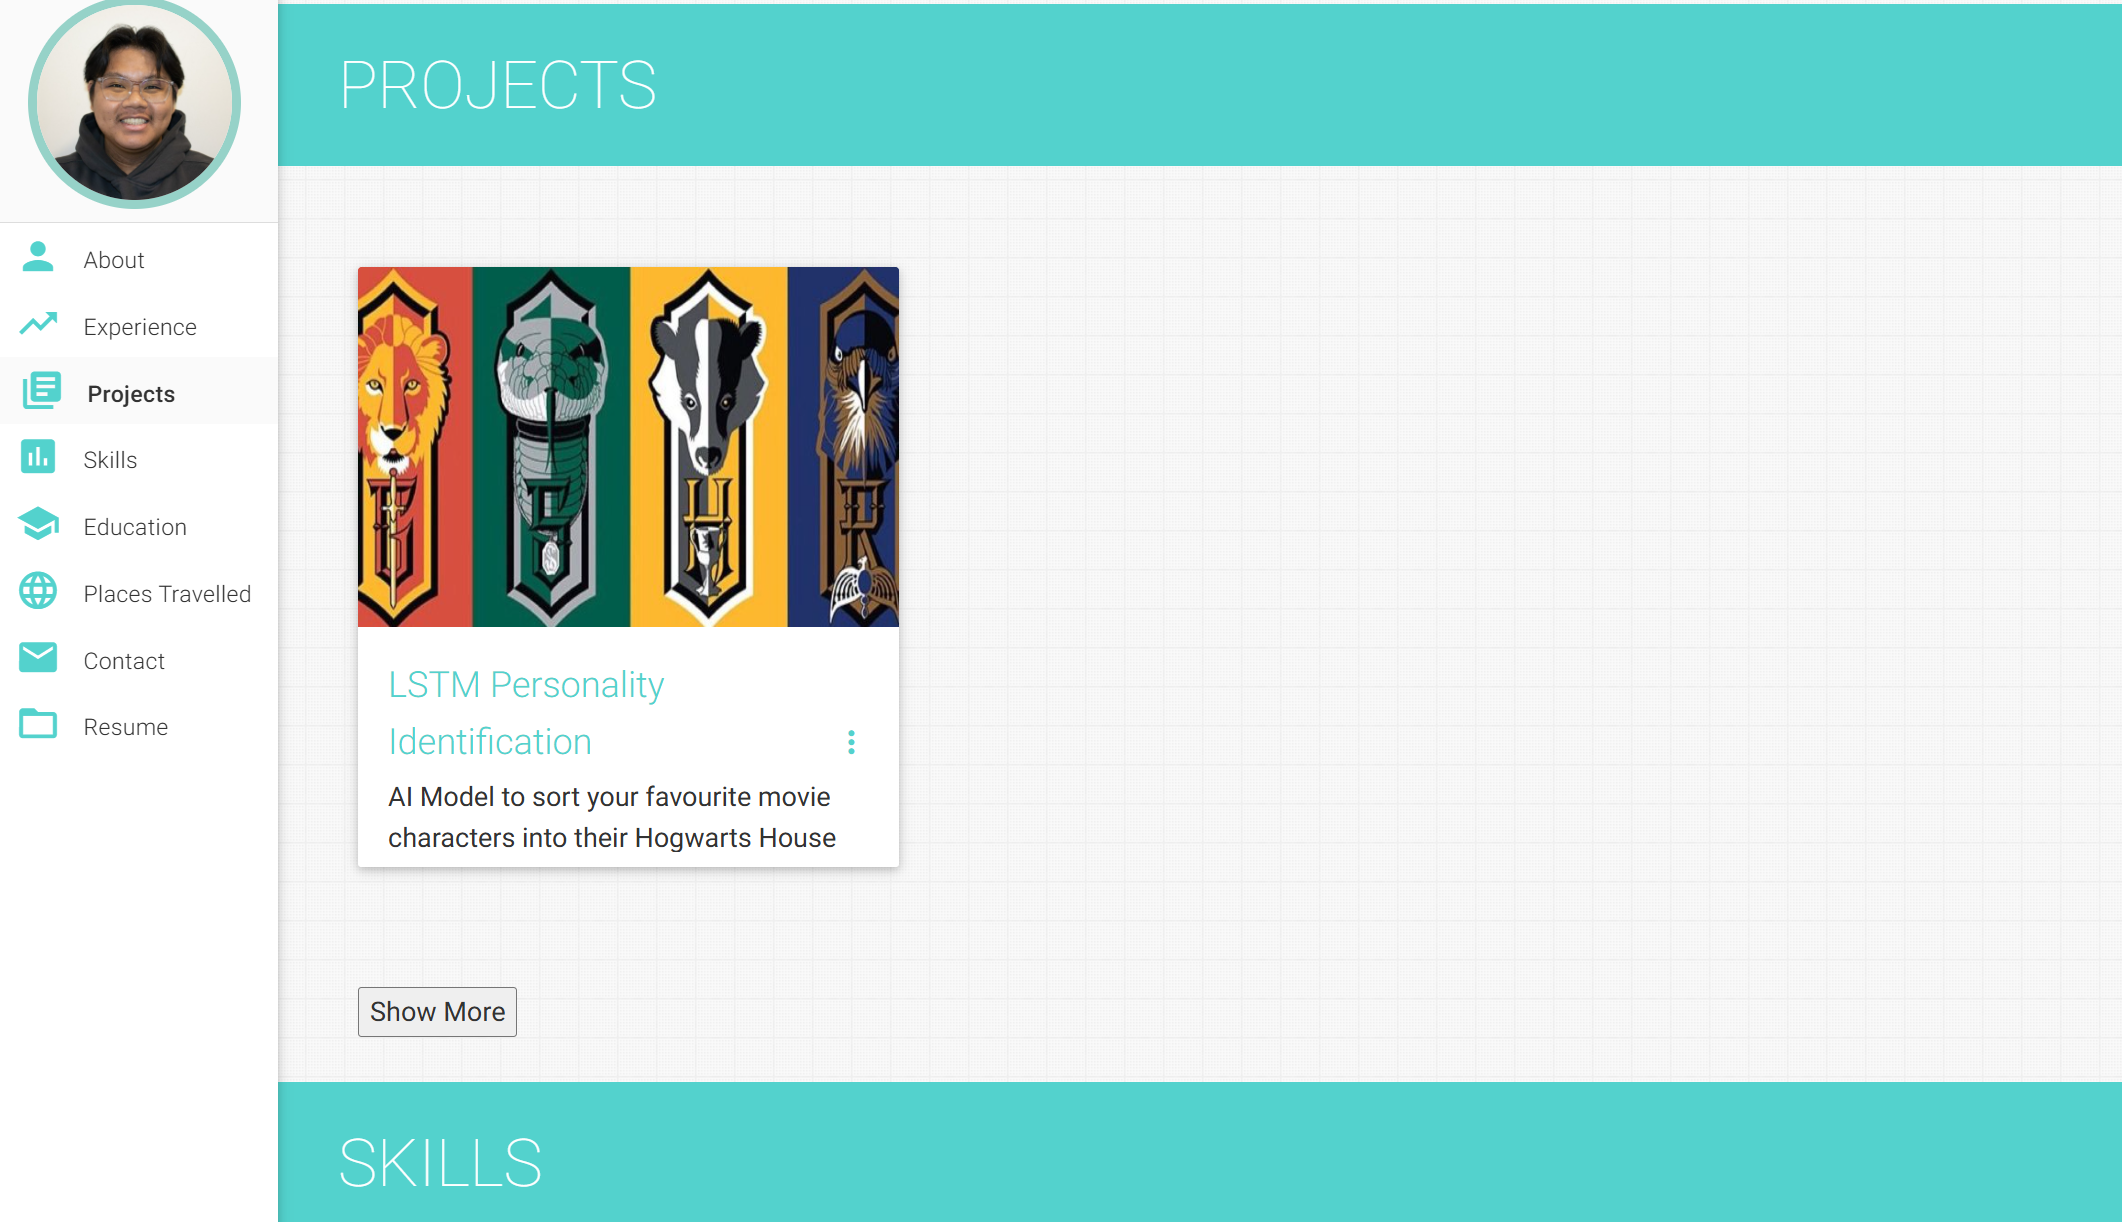 PROJECTS
About
Experience
Projects
Skills
Education
Places Travelled
Contact
Resume
G
S
H
R
LSTM Personality
Identification
AI Model to sort your favourite movie
characters into their Hogwarts House
Show More
SKILLS